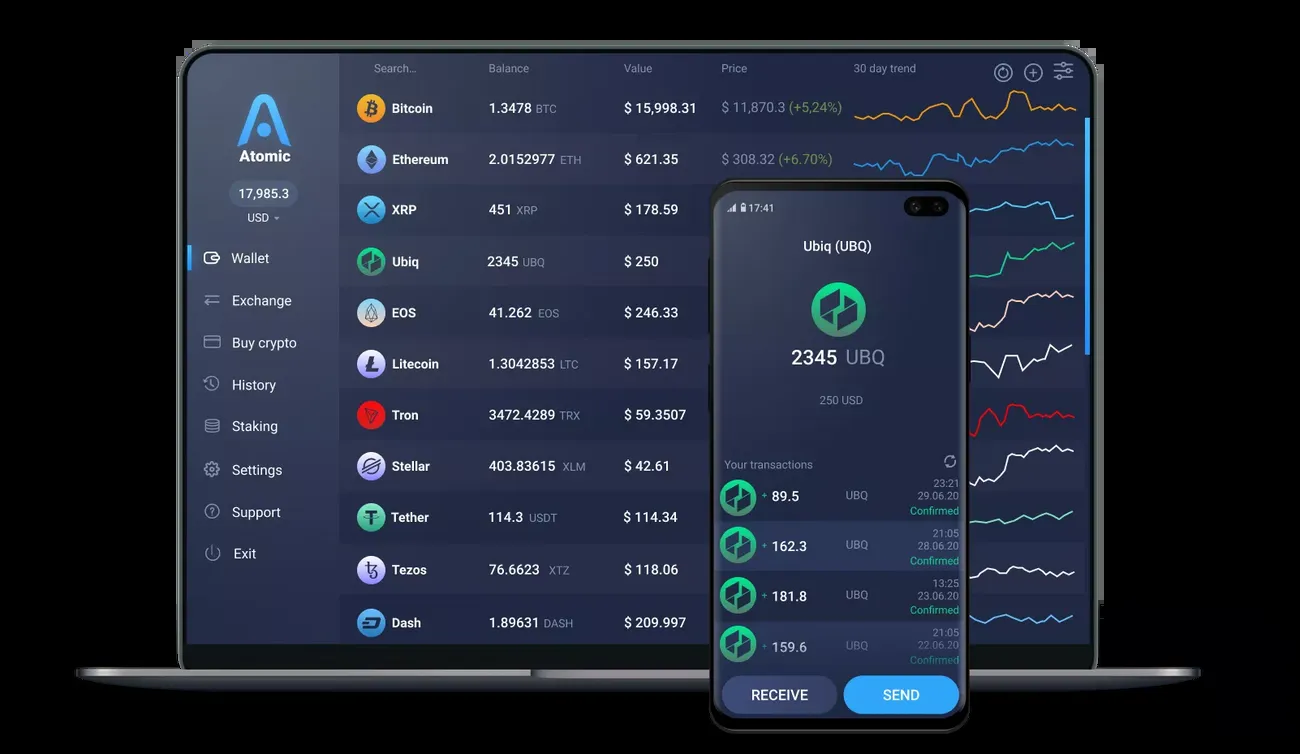 Search... Balance Value Price 30 day trend
Atomic
17,985.3
USD
Wallet
Exchange
Buy crypto
History
Staking
Settings
Support
Exit
Bitcoin 1.3478 BTC $ 15,998.31 $ 11,870.3 (+5,24%)
Ethereum 2.0152977 ETH $ 621.35 $ 308.32 (+6.70%)
XRP 451 XRP $ 178.59
Ubiq 2345 UBQ $ 250
EOS 41.262 EOS $ 246.33
Litecoin 1.3042853 LTC $ 157.17
Tron 3472.4289 TRX $ 59.3507
Stellar 403.83615 XLM $ 42.61
Tether 114.3 USDT $ 114.34
Tezos 76.6623 XTZ $ 118.06
Dash 1.89631 DASH $ 209.997
17:41
Ubiq (UBQ)
2345 UBQ
250 USD
Your transactions
23:21
+ 89.5 UBQ 29.06.20
Confirmed
21:05
+ 162.3 UBQ 28.06.20
Confirmed
13:25
+ 181.8 UBQ 23.06.20
Confirmed
21:05
+ 159.6 UBQ 22.06.20
Confirmed
RECEIVE SEND